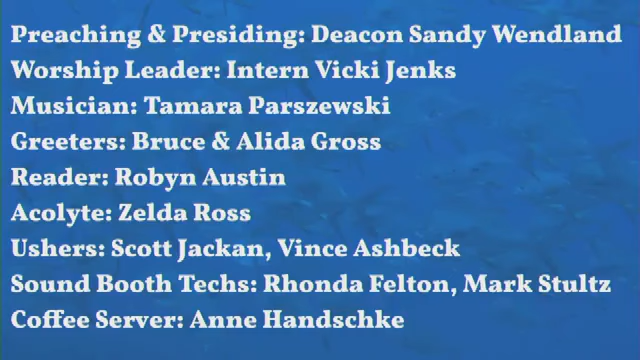 Preaching & Presiding: Deacon Sandy Wendland
Worship Leader: Intern Vicki Jenks
Musician: Tamara Parszewski
Greeters: Bruce & Alida Gross
Reader: Robyn Austin
Acolyte: Zelda Ross
Ushers: Scott Jackan, Vince Ashbeck
Sound Booth Techs: Rhonda Felton, Mark Stultz
Coffee Server: Anne Handschke